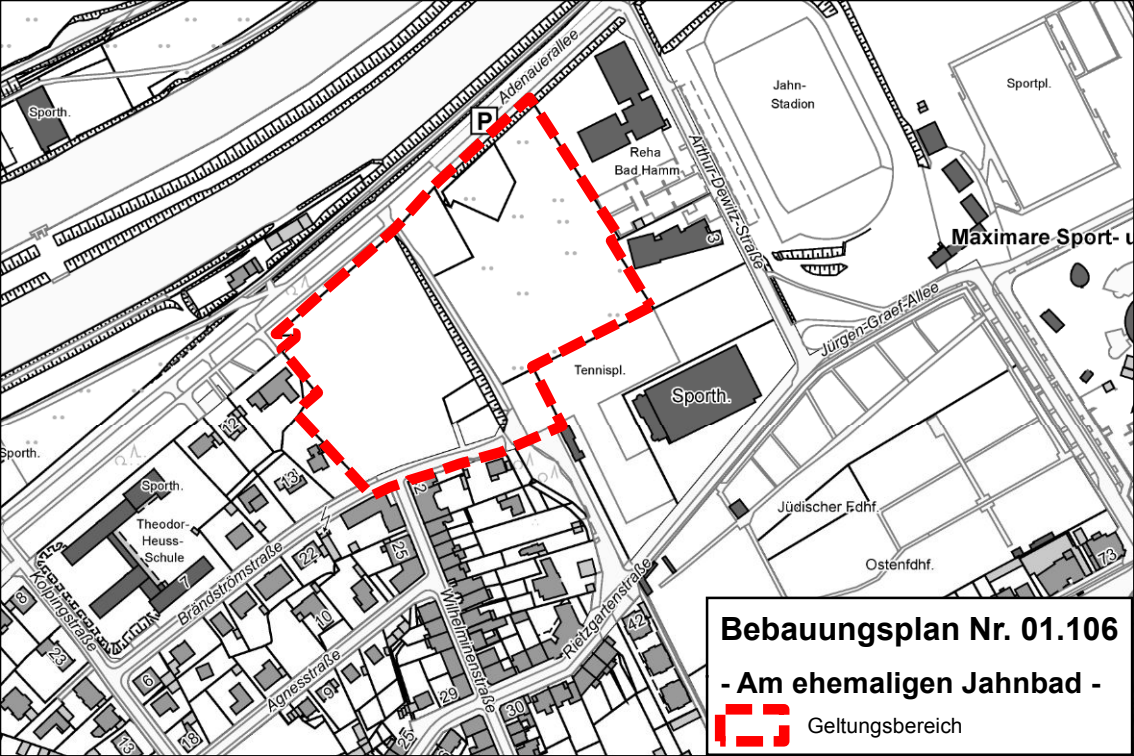 Adenauerallee
Sporth.
P
Jahn-
Stadion
Sportpl.
Reha
Bad Hamm
Arthur-Dewitz-Straße
3
Maximare Sport- u
Jürgen-Graef-Allee
Tennispl.
Sporth.
12
Sporth.
13
Sporth.
2
Theodor-
Heuss-
Schule
7
22
25
Jüdischer Fdhf.
Ostenfdhf.
73
Brändströmstraße
Kolpingstraße
8
23
10
Wilhelminenstraße
Rietzgartenstraße
42
Agnesstraße
6
9
29
30
13
18
25
Bebauungsplan Nr. 01.106
- Am ehemaligen Jahnbad -
Geltungsbereich